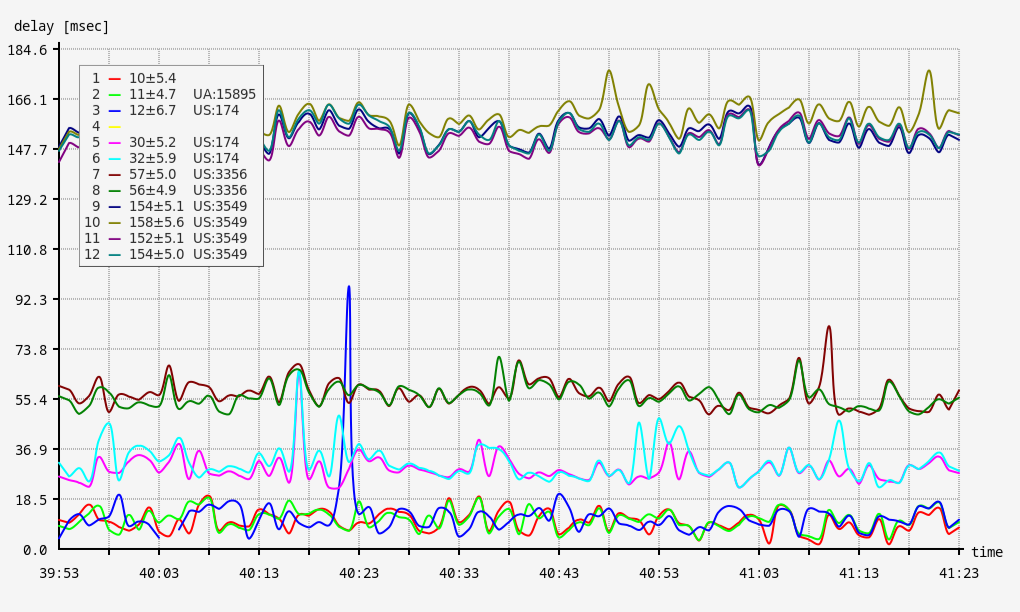 delay [msec]
184.6
166.1
147.7
129.2
110.8
92.3
73.8
55.4
36.9
18.5
0.0
1 10±5.4
2 11±4.7 UA:15895
3 12±6.7 US:174
4
5 30±5.2 US:174
6 32±5.9 US:174
7 57±5.0 US:3356
8 56±4.9 US:3356
9 154±5.1 US:3549
10 158±5.6 US:3549
11 152±5.1 US:3549
12 154±5.0 US:3549
39:53 40:03 40:13 40:23 40:33 40:43 40:53 41:03 41:13 41:23
time